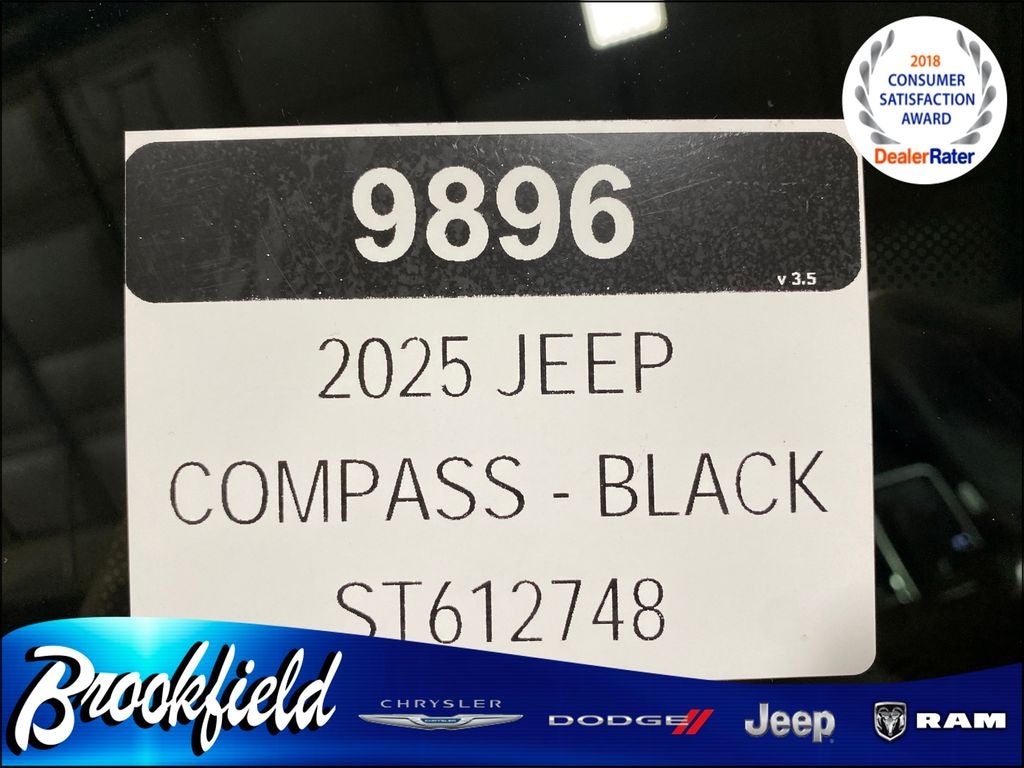 2018
CONSUMER
SATISFACTION
AWARD
DealerRater
9896
v 3.5
2025 JEEP
COMPASS - BLACK
ST612748
Brookfield
CHRYSLER
DODGE
Jeep
RAM